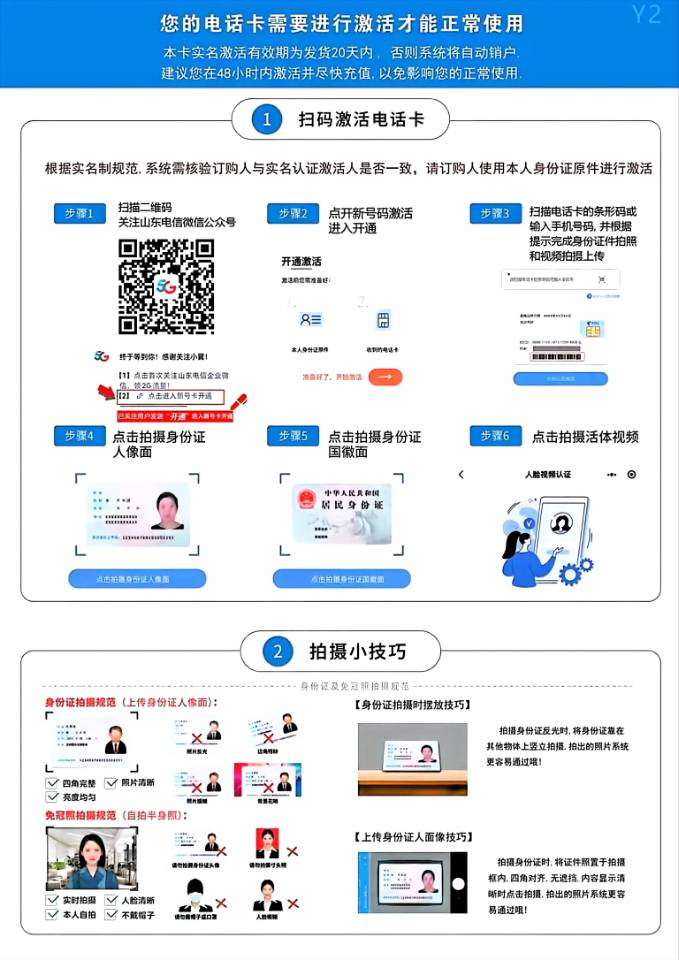 Y2
您的电话卡需要进行激活才能正常使用
本卡实名激活有效期为发货20天内， 否则系统将自动销户.
建议您在48小时内激活并尽快充值, 以免影响您的正常使用.
1 扫码激活电话卡
根据实名制规范, 系统需核验订购人与实名认证激活人是否一致，请订购人使用本人身份证原件进行激活
步骤1
扫描二维码
关注山东电信微信公众号
5G
5G 终于等到你！感谢关注小翼！
【1】点击首次关注山东电信企业微
信，领2G 流量！
【2】 点击进入新号卡开通
已关注用户发送“开通”进入新号卡开通
步骤2
点开新号码激活
进入开通
开通激活
激活前您需准备好：
1.
2.
本人身份证原件
收到的电话卡
准备好了，开始激活
步骤3
扫描电话卡的条形码或
输入手机号码, 并根据
提示完成身份证件拍照
和视频拍摄上传
步骤4
点击拍摄身份证
人像面
点击拍摄身份证人像面
步骤5
点击拍摄身份证
国徽面
中华人民共和国
居民身份证
点击拍摄身份证国徽面
步骤6
点击拍摄活体视频
人脸视频认证
2 拍摄小技巧
身份证及免冠照拍摄规范
身份证拍摄规范（上传身份证人像面）：
四角完整
照片清晰
亮度均匀
照片反光
边角残缺
照片模糊
背景花哨
免冠照拍摄规范（自拍半身照）：
实时拍摄
人脸清晰
本人自拍
不戴帽子
请勿拍摄身份证头像
请勿拍摄寸头照
请勿戴帽子或口罩
人脸模糊
【身份证拍摄时摆放技巧】
拍摄身份证反光时, 将身份证靠在
其他物体上竖立拍摄, 拍出的照片系统
更容易通过哦！
【上传身份证人面像技巧】
拍摄身份证时, 将证件照置于拍摄
框内, 四角对齐, 无遮挡, 内容显示清
晰时点击拍摄, 拍出的照片系统更容
易通过哦！